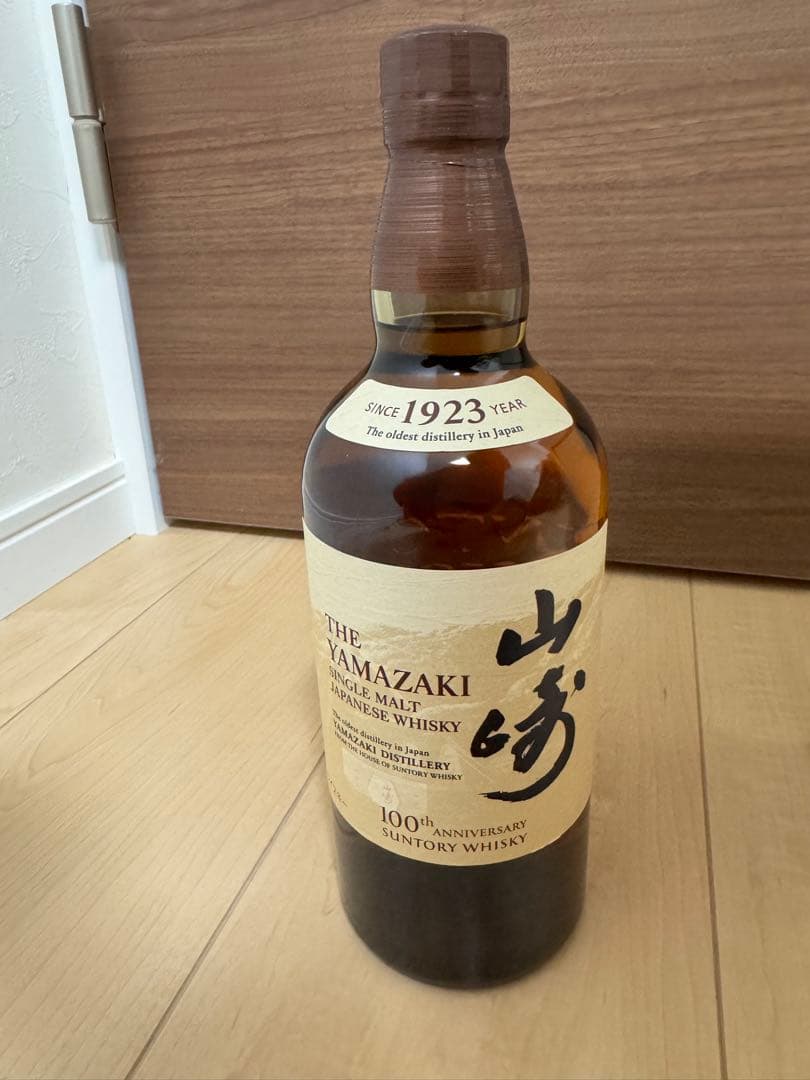 SINCE 1923 YEAR
The oldest distillery in Japan
THE
YAMAZAKI
SINGLE MALT
JAPANESE WHISKY
The oldest distillery in Japan
YAMAZAKI DISTILLERY
FROM THE HOUSE OF SUNTORY WHISKY
山崎
100th ANNIVERSARY
SUNTORY WHISKY